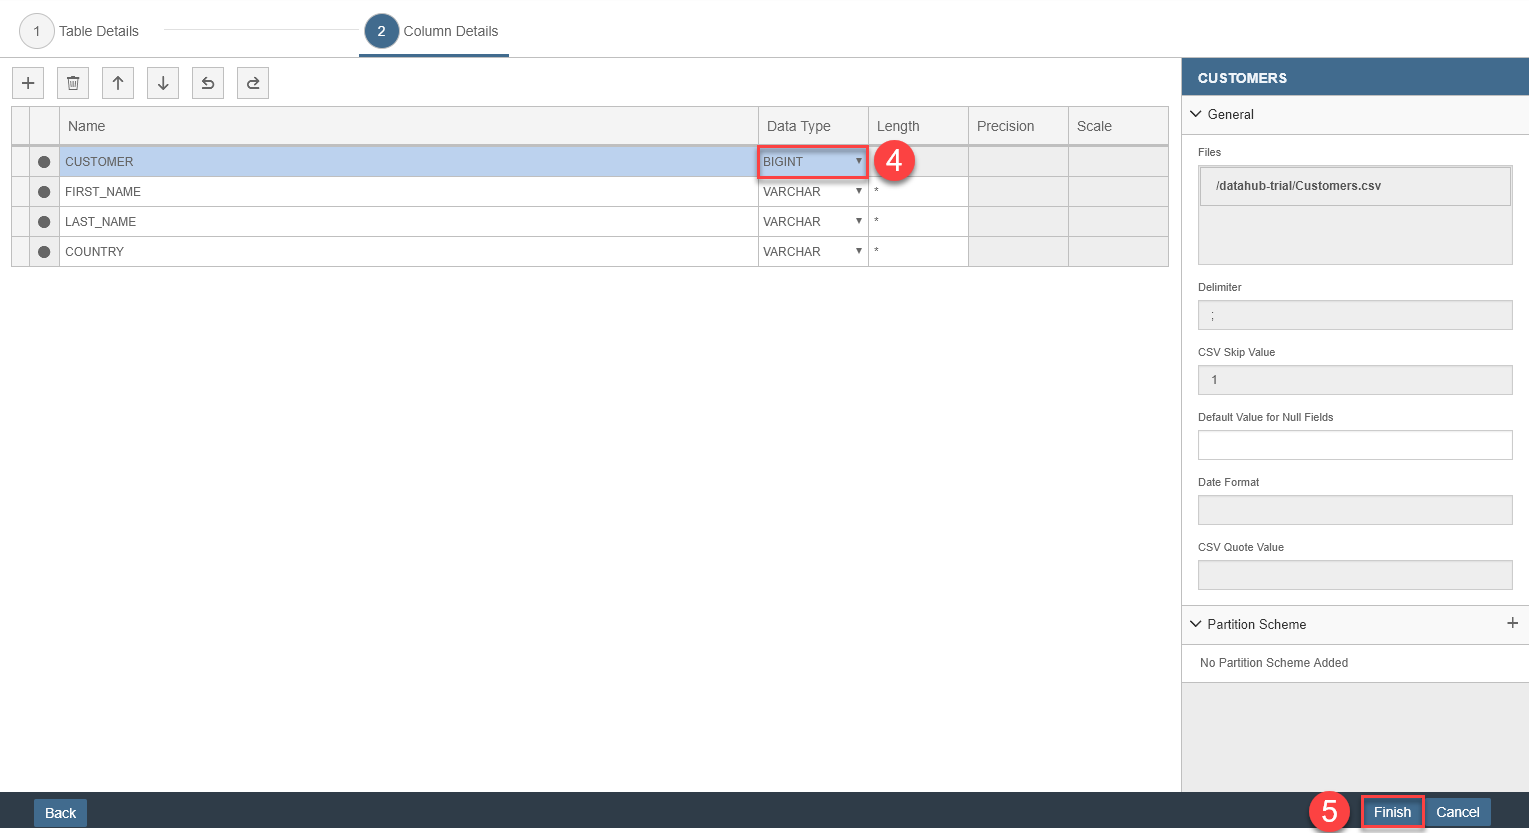 1 Table Details 2 Column Details
CUSTOMERS
General
Name Data Type Length Precision Scale
CUSTOMER BIGINT 4
FIRST_NAME VARCHAR *
LAST_NAME VARCHAR *
COUNTRY VARCHAR *
Files
/datahub-trial/Customers.csv
Delimiter
;
CSV Skip Value
1
Default Value for Null Fields
Date Format
CSV Quote Value
Partition Scheme
No Partition Scheme Added
Back 5 Finish Cancel